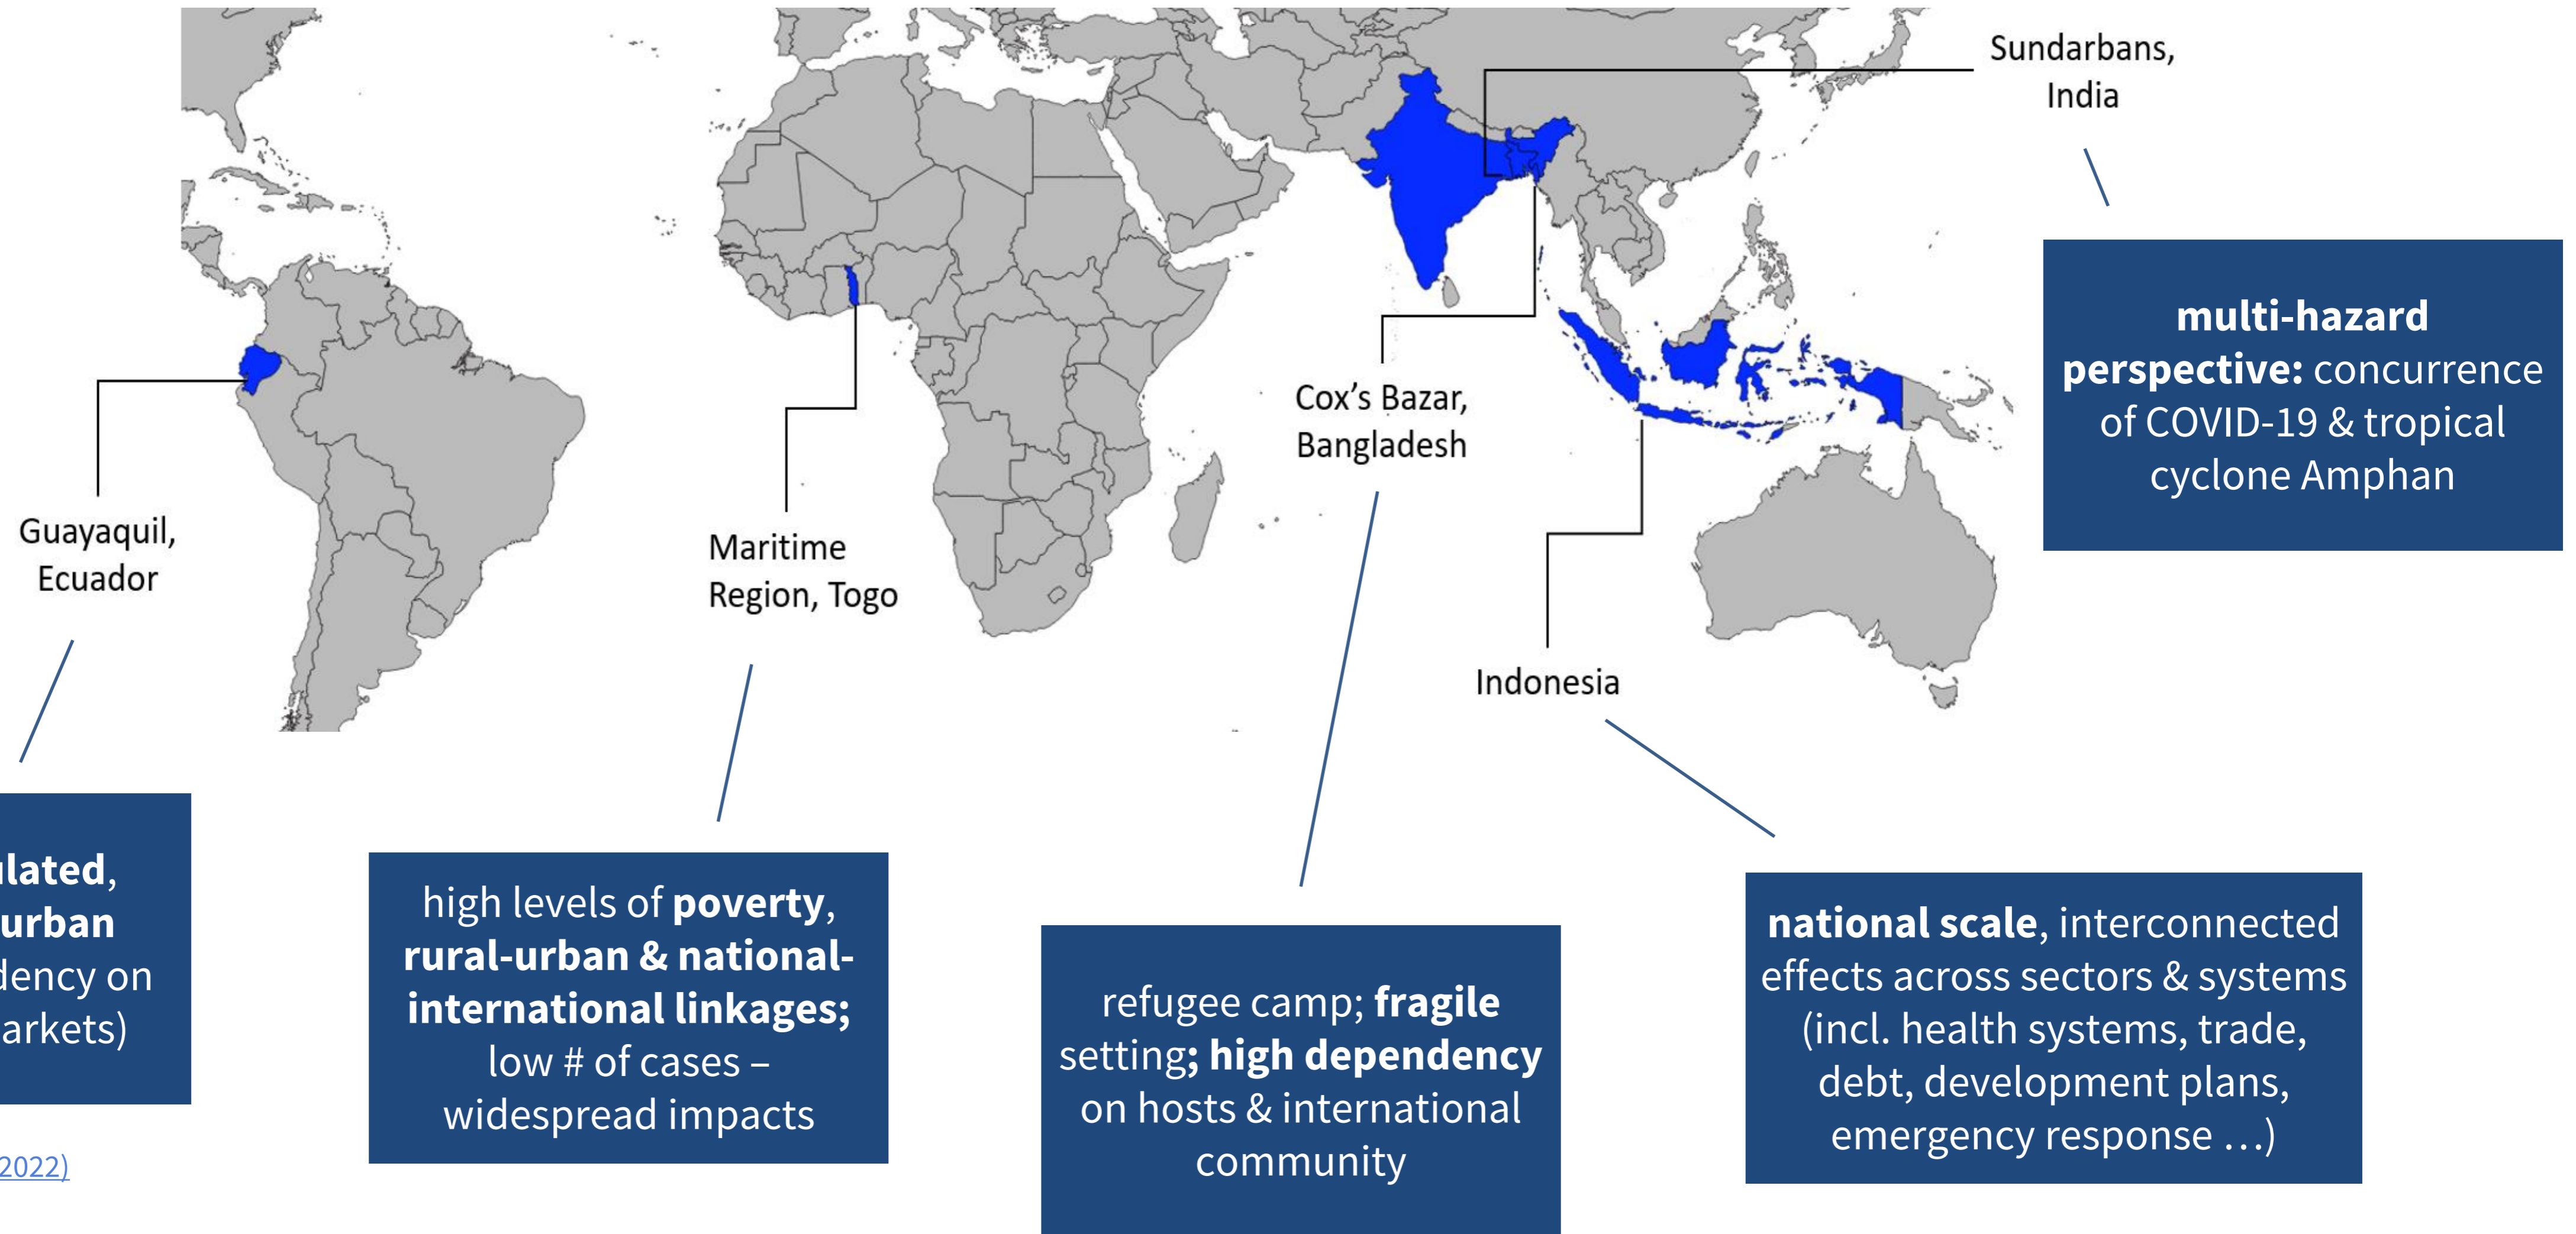 Sundarbans,
India
multi-hazard
perspective: concurrence
of COVID-19 & tropical
cyclone Amphan
Cox's Bazar,
Bangladesh
Guayaquil,
Ecuador
Maritime
Region, Togo
Indonesia
ulated,
urban
dency on
arkets)
high levels of poverty,
rural-urban & national-
international linkages;
low # of cases –
widespread impacts
refugee camp; fragile
setting; high dependency
on hosts & international
community
national scale, interconnected
effects across sectors & systems
(incl. health systems, trade,
debt, development plans,
emergency response …)
2022)